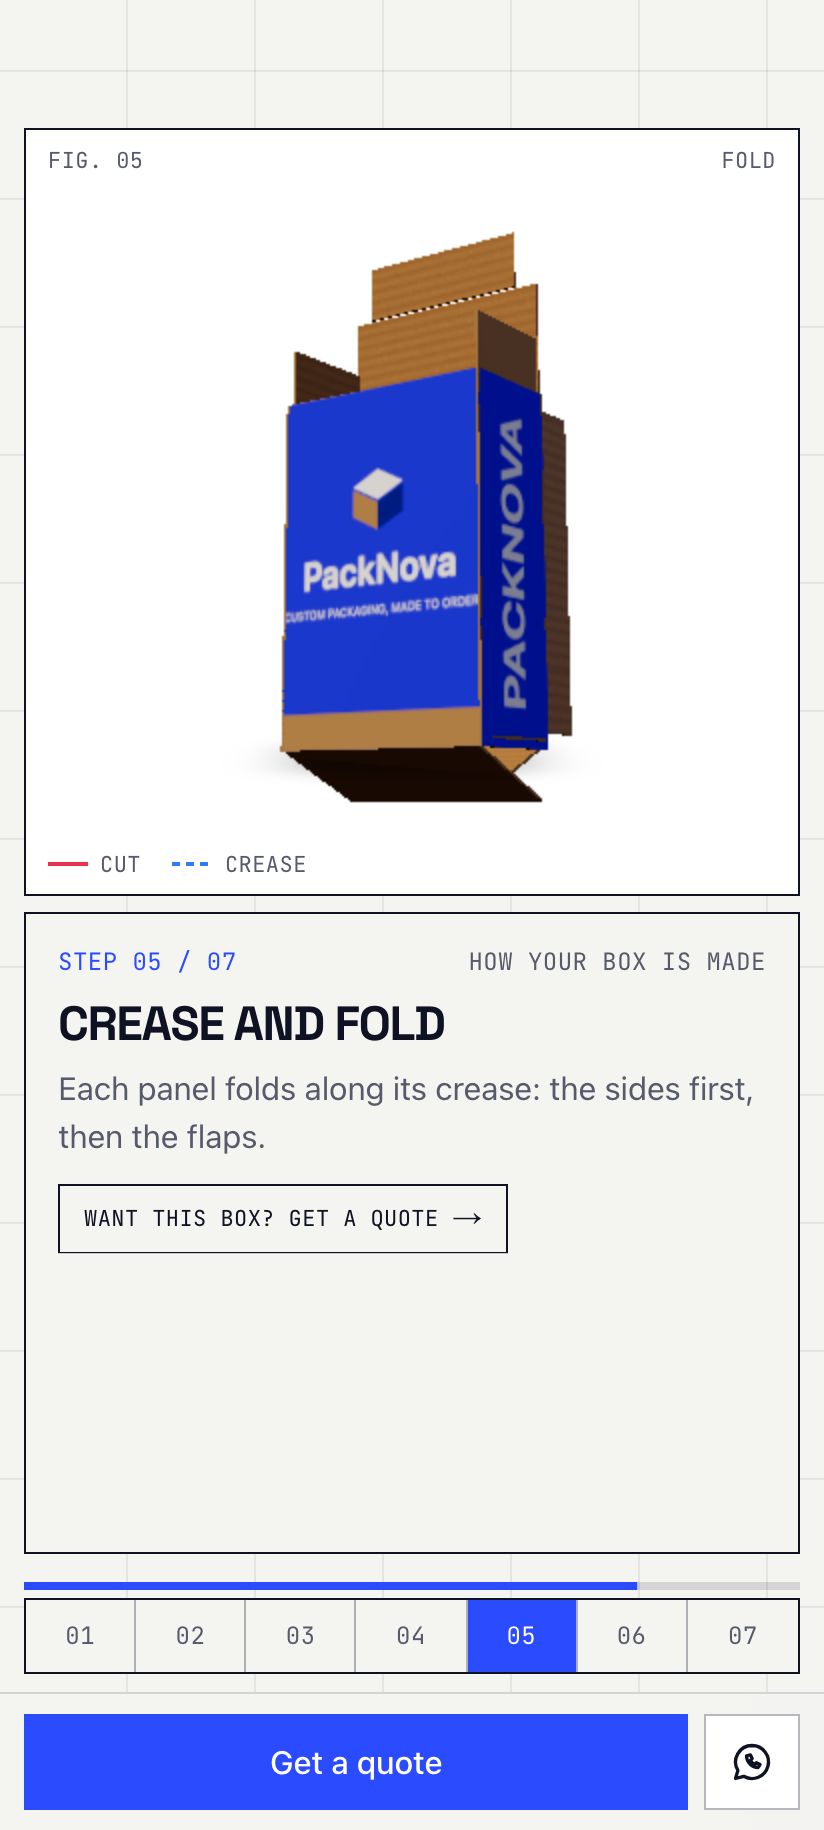 FIG. 05
FOLD
PackNova
CUSTOM PACKAGING, MADE TO ORDER
PACKNOVA
CUT
CREASE
STEP 05 / 07
HOW YOUR BOX IS MADE
CREASE AND FOLD
Each panel folds along its crease: the sides first,
then the flaps.
WANT THIS BOX? GET A QUOTE →
01
02
03
04
05
06
07
Get a quote